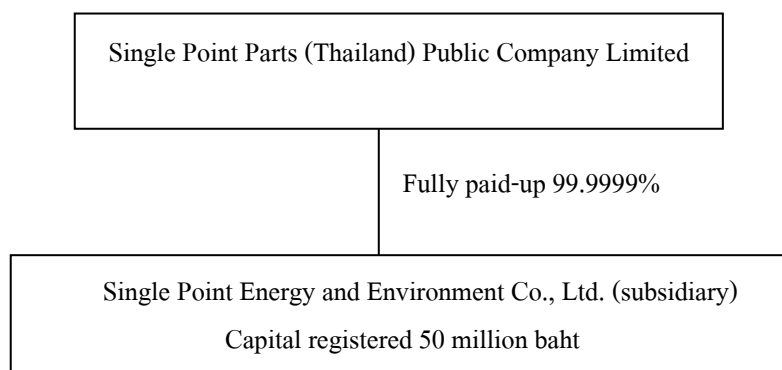 Single Point Parts (Thailand) Public Company Limited
Fully paid-up 99.9999%
Single Point Energy and Environment Co., Ltd. (subsidiary)
Capital registered 50 million baht